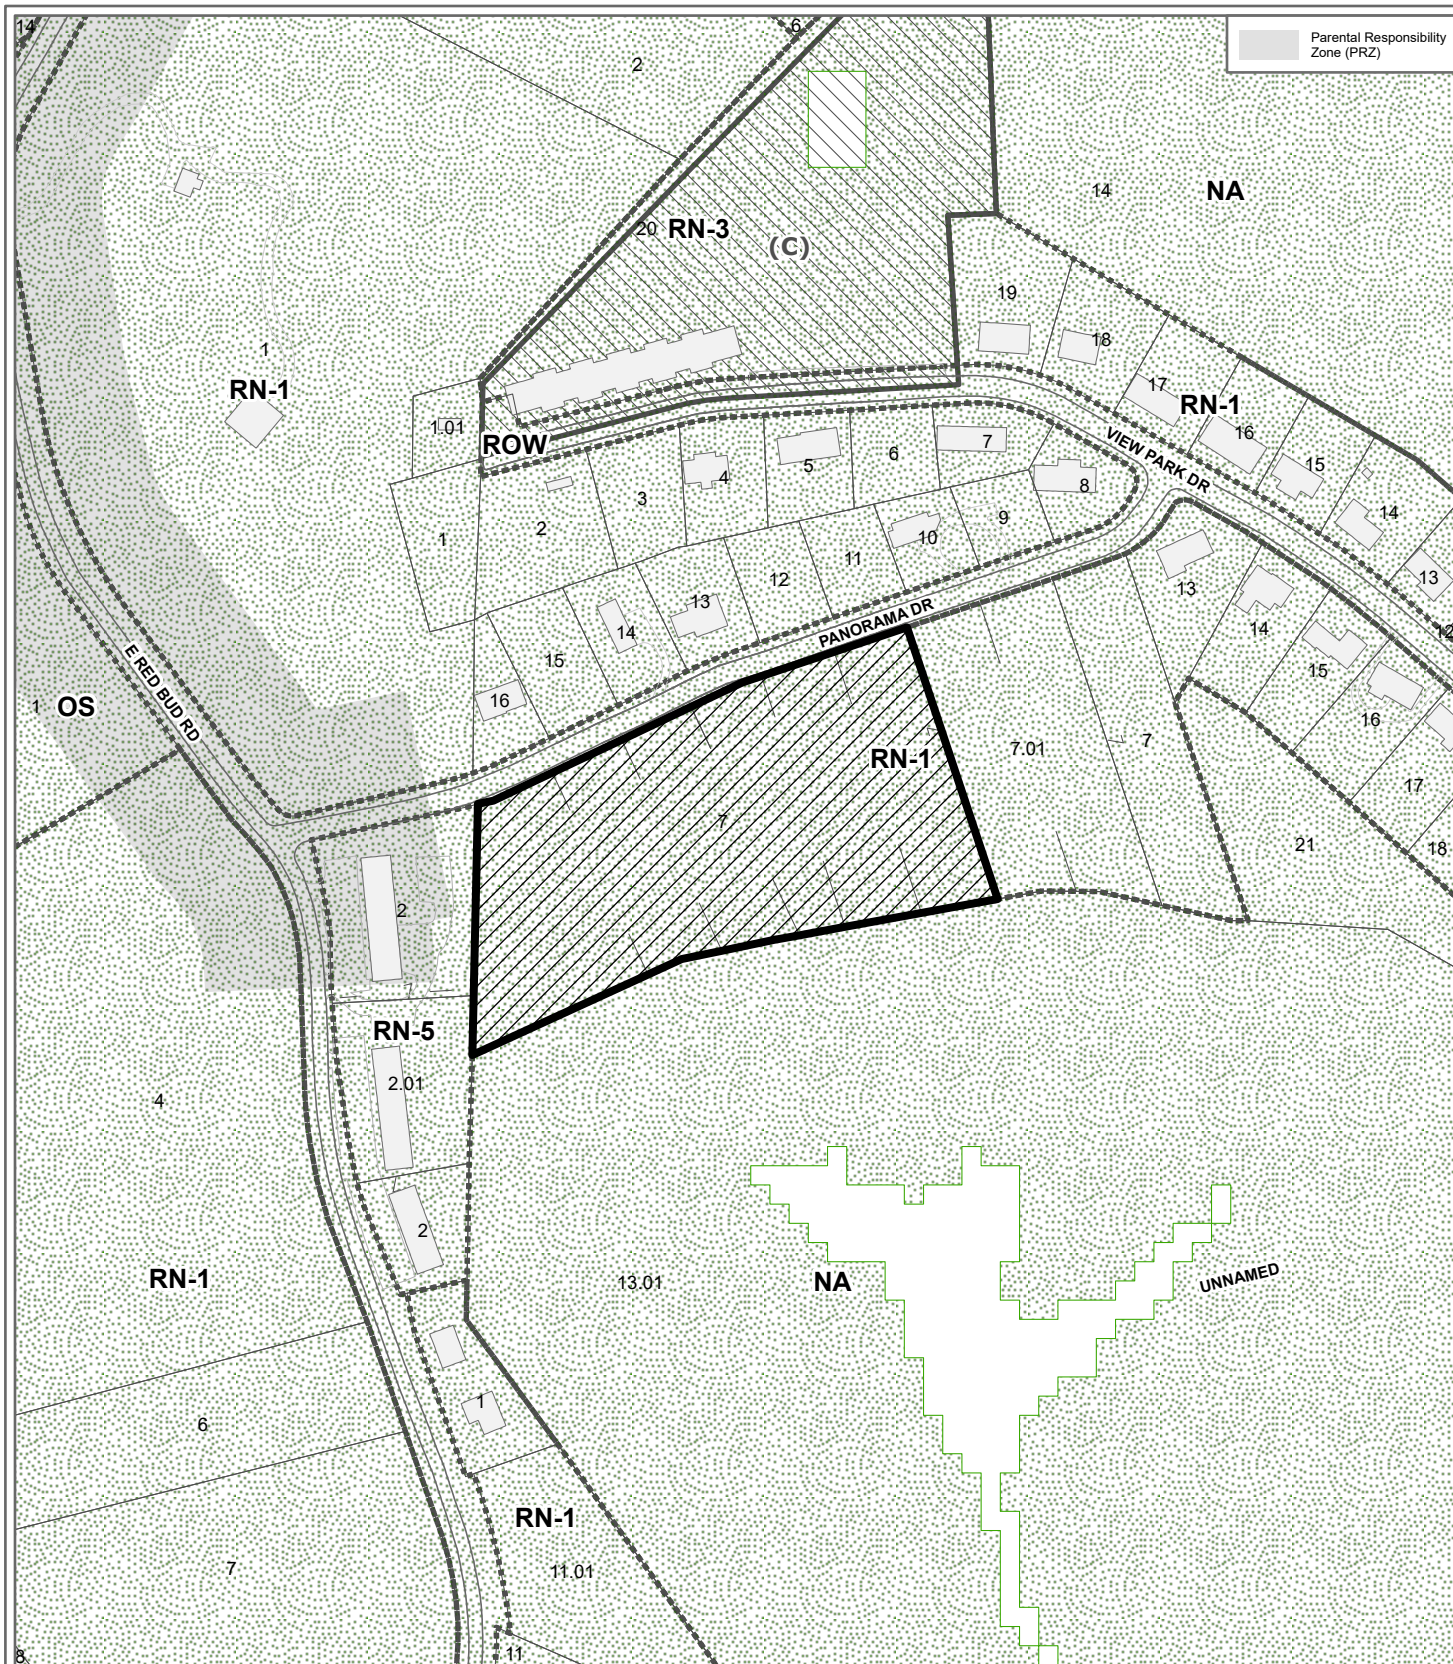 14
6
Parental Responsibility
Zone (PRZ)
2
14
NA
20
RN-3
(C)
19
18
1
RN-1
17
RN-1
16
1.01
ROW
7
6
5
4
VIEW PARK DR
15
8
3
2
1
14
9
10
11
12
13
13
13
14
12
PANORAMA DR
14
15
15
16
E RED BUD RD
1
OS
16
RN-1
7.01
7
17
7
21
18
2
RN-5
2.01
4
2
RN-1
13.01
NA
UNNAMED
1
6
RN-1
7
11.01
11
8